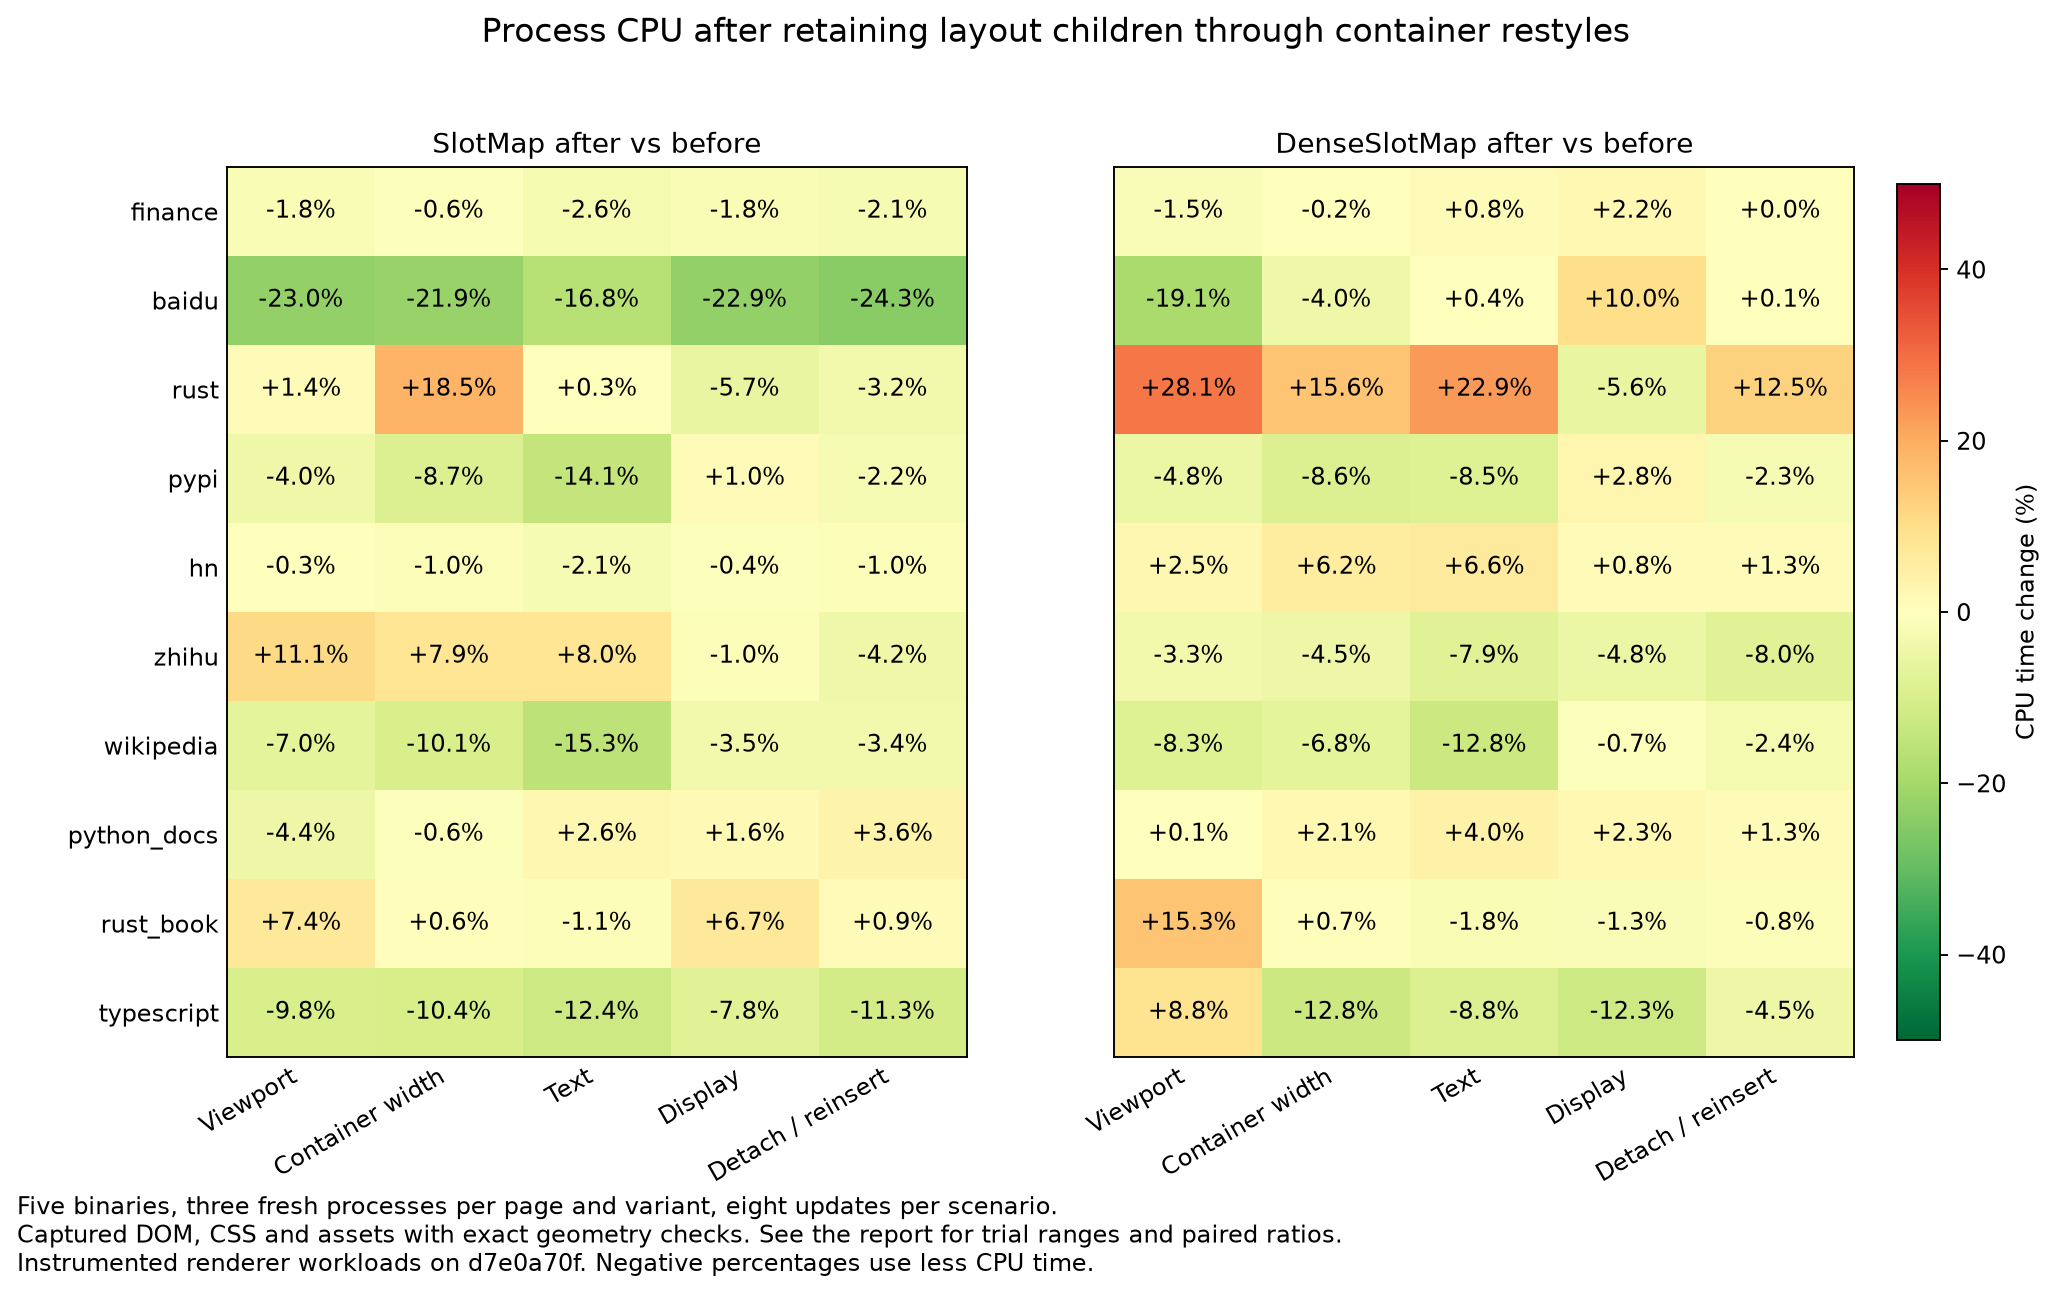 Process CPU after retaining layout children through container restyles
SlotMap after vs before
DenseSlotMap after vs before
finance -1.8% -0.6% -2.6% -1.8% -2.1% -1.5% -0.2% +0.8% +2.2% +0.0%
baidu -23.0% -21.9% -16.8% -22.9% -24.3% -19.1% -4.0% +0.4% +10.0% +0.1%
rust +1.4% +18.5% +0.3% -5.7% -3.2% +28.1% +15.6% +22.9% -5.6% +12.5%
pypi -4.0% -8.7% -14.1% +1.0% -2.2% -4.8% -8.6% -8.5% +2.8% -2.3%
hn -0.3% -1.0% -2.1% -0.4% -1.0% +2.5% +6.2% +6.6% +0.8% +1.3%
zhihu +11.1% +7.9% +8.0% -1.0% -4.2% -3.3% -4.5% -7.9% -4.8% -8.0%
wikipedia -7.0% -10.1% -15.3% -3.5% -3.4% -8.3% -6.8% -12.8% -0.7% -2.4%
python_docs -4.4% -0.6% +2.6% +1.6% +3.6% +0.1% +2.1% +4.0% +2.3% +1.3%
rust_book +7.4% +0.6% -1.1% +6.7% +0.9% +15.3% +0.7% -1.8% -1.3% -0.8%
typescript -9.8% -10.4% -12.4% -7.8% -11.3% +8.8% -12.8% -8.8% -12.3% -4.5%
Viewport
Container width
Text
Display
Detach / reinsert
Viewport
Container width
Text
Display
Detach / reinsert
40
20
0
−20
−40
CPU time change (%)
Five binaries, three fresh processes per page and variant, eight updates per scenario.
Captured DOM, CSS and assets with exact geometry checks. See the report for trial ranges and paired ratios.
Instrumented renderer workloads on d7e0a70f. Negative percentages use less CPU time.